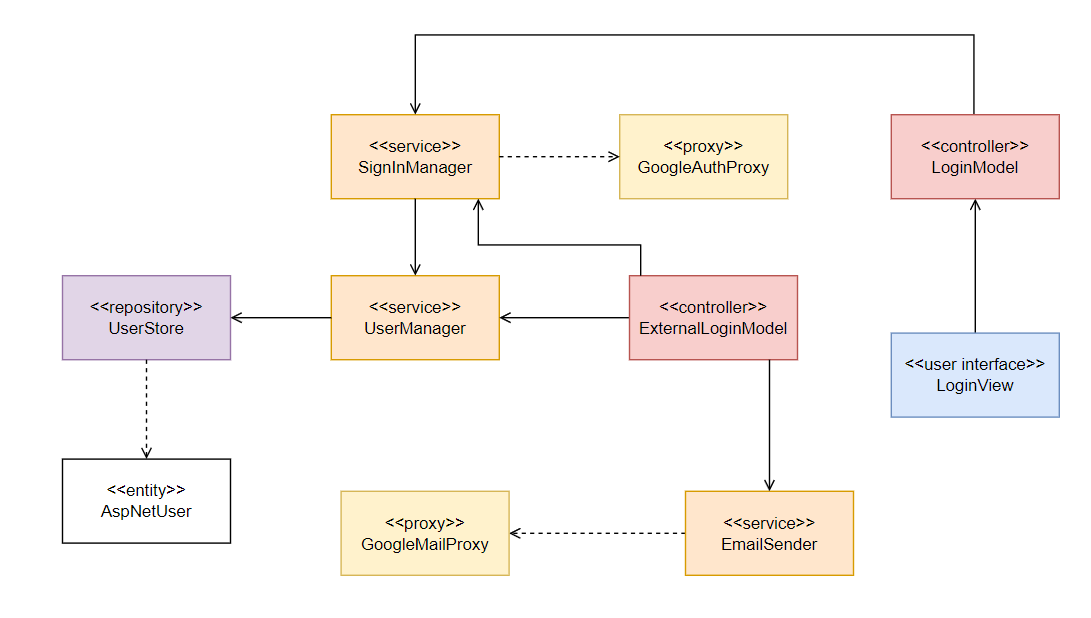 <<service>>
SignInManager
<<proxy>>
GoogleAuthProxy
<<controller>>
LoginModel
<<repository>>
UserStore
<<service>>
UserManager
<<controller>>
ExternalLoginModel
<<user interface>>
LoginView
<<entity>>
AspNetUser
<<proxy>>
GoogleMailProxy
<<service>>
EmailSender